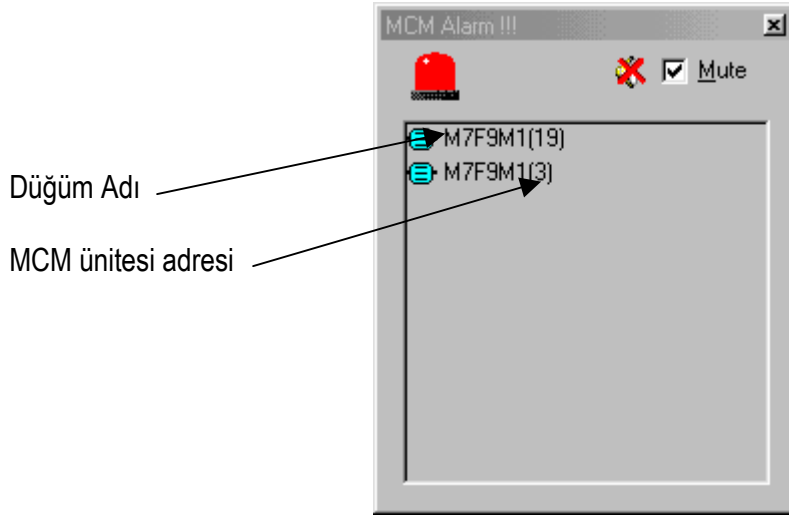 MCM Alarm !!!
Mute
M7F9M1(19)
M7F9M1(3)
Düğüm Adı
MCM ünitesi adresi